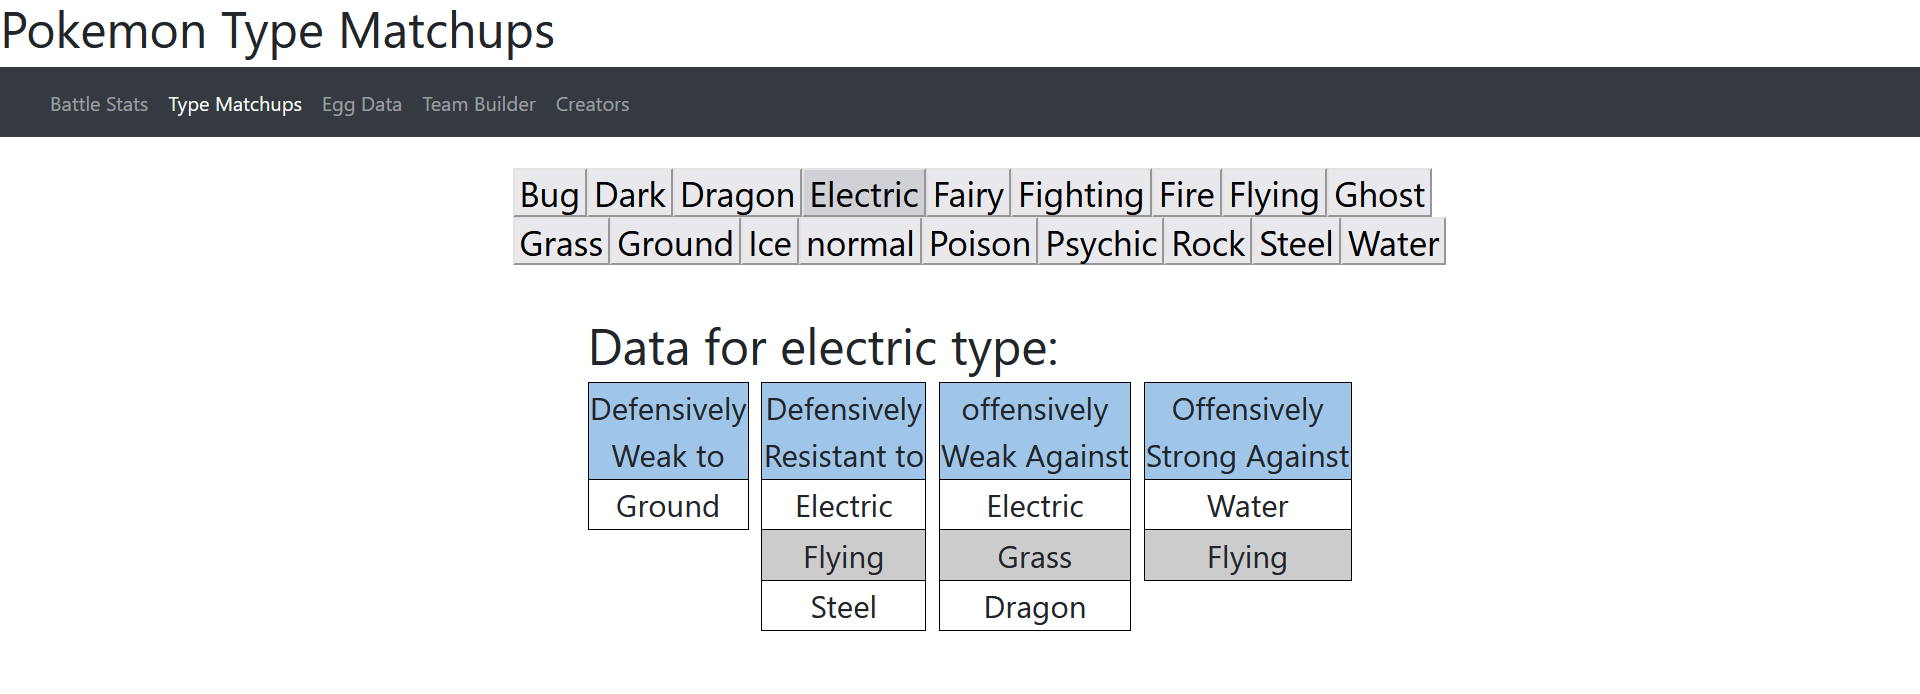 Pokemon Type Matchups
Battle Stats Type Matchups Egg Data Team Builder Creators
Bug Dark Dragon Electric Fairy Fighting Fire Flying Ghost
Grass Ground Ice normal Poison Psychic Rock Steel Water
Data for electric type:
Defensively
Weak to
Ground
Defensively
Resistant to
Electric
Flying
Steel
offensively
Weak Against
Electric
Grass
Dragon
Offensively
Strong Against
Water
Flying